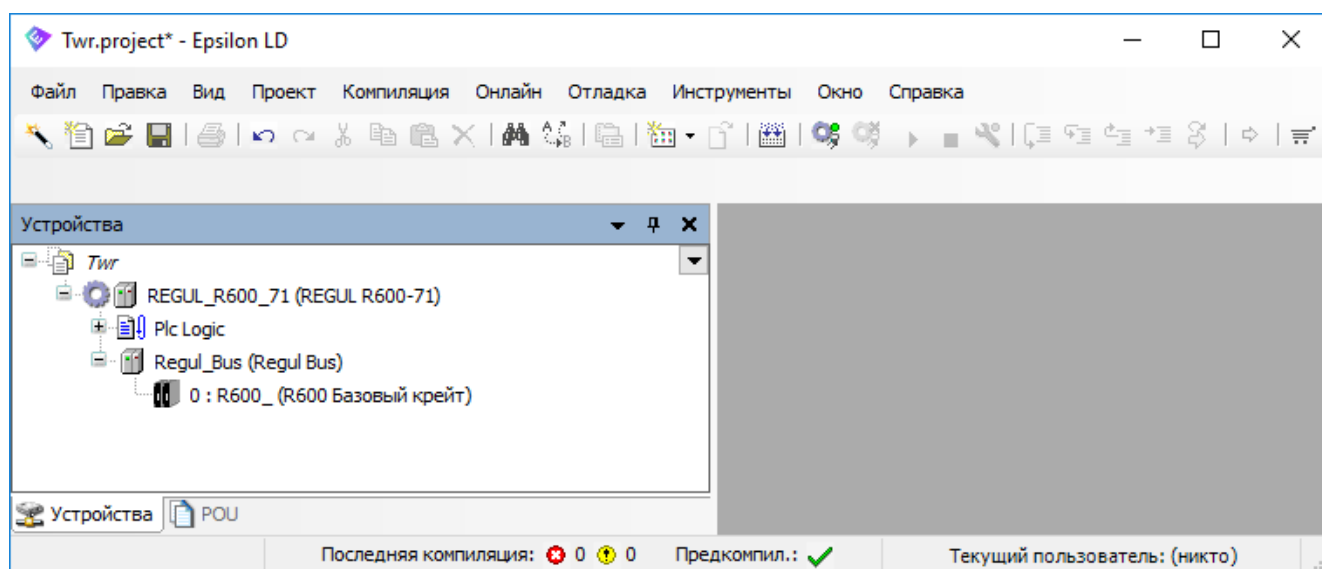 Twr.project* - Epsilon LD
Файл Правка Вид Проект Компиляция Онлайн Отладка Инструменты Окно Справка
Устройства
Twr
REGUL_R600_71 (REGUL R600-71)
Plc Logic
Regul_Bus (Regul Bus)
0 : R600_ (R600 Базовый крейт)
Устройства POU
Последняя компиляция: 0 0 Предкомпил.: Текущий пользователь: (никто)